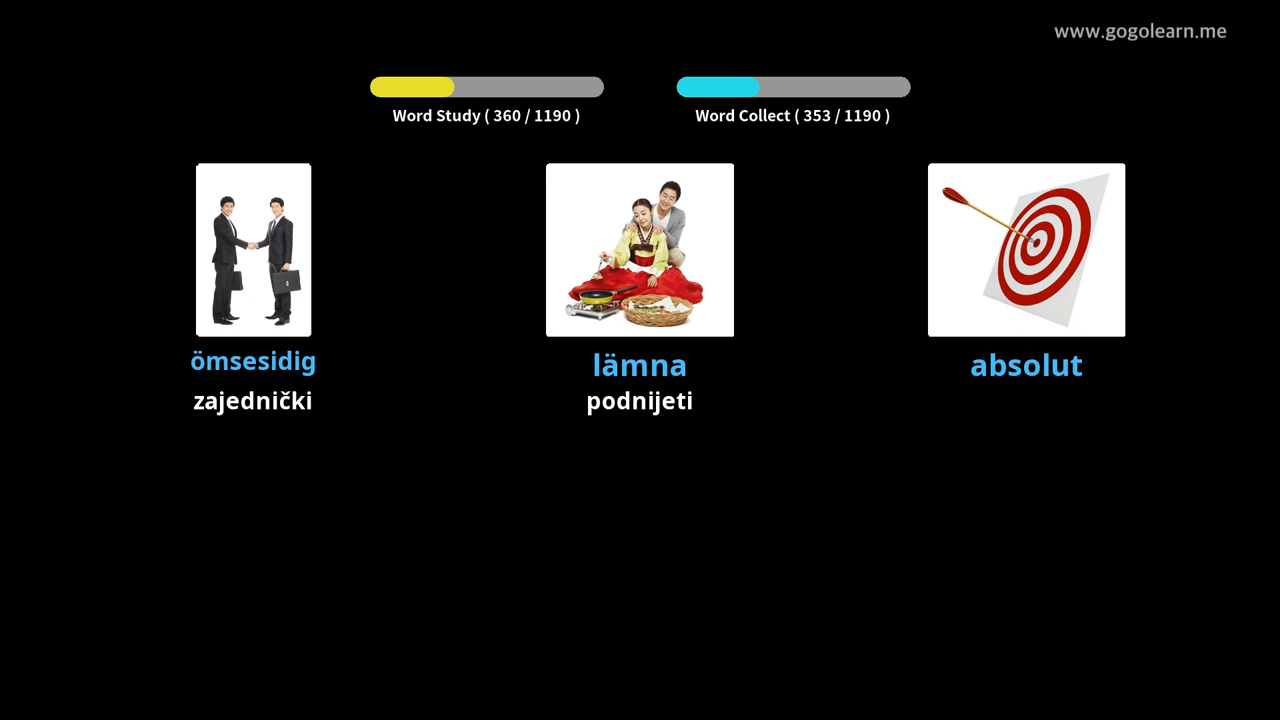 www.gogolearn.me
Word Study ( 360 / 1190 )
Word Collect ( 353 / 1190 )
ömsesidig
lämna
absolut
zajednički
podnijeti